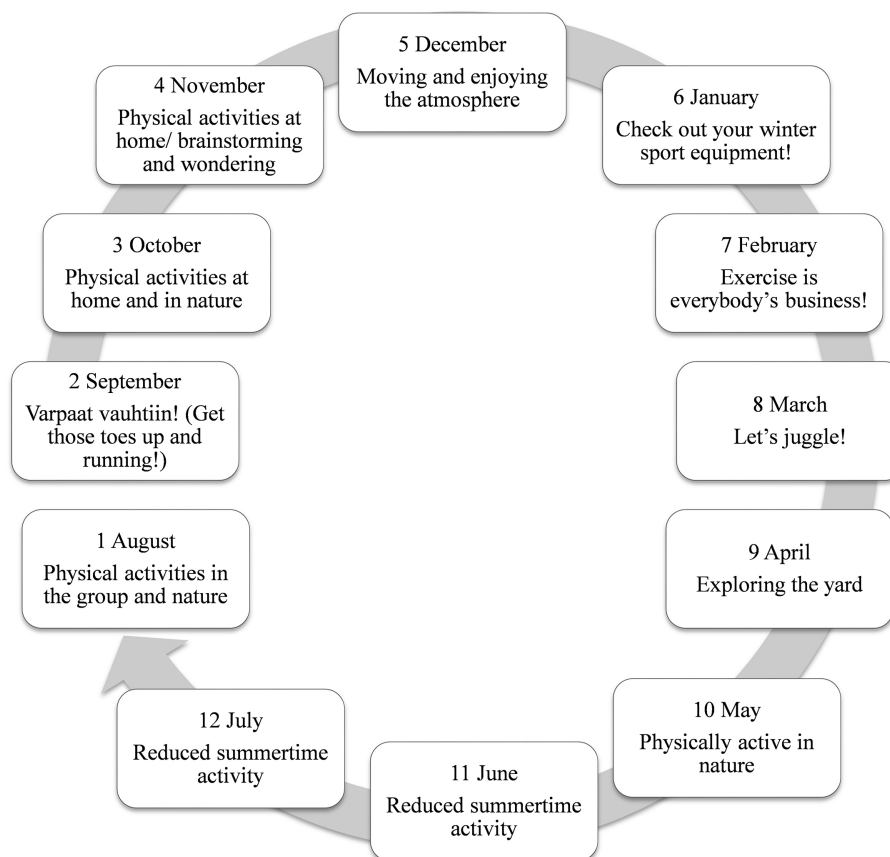 1 August
Physical activities in
the group and nature
2 September
Varpaat vauhtiin! (Get
those toes up and
running!)
3 October
Physical activities at
home and in nature
4 November
Physical activities at
home/ brainstorming
and wondering
5 December
Moving and enjoying
the atmosphere
6 January
Check out your winter
sport equipment!
7 February
Exercise is
everybody’s business!
8 March
Let’s juggle!
9 April
Exploring the yard
10 May
Physically active in
nature
11 June
Reduced summertime
activity
12 July
Reduced summertime
activity